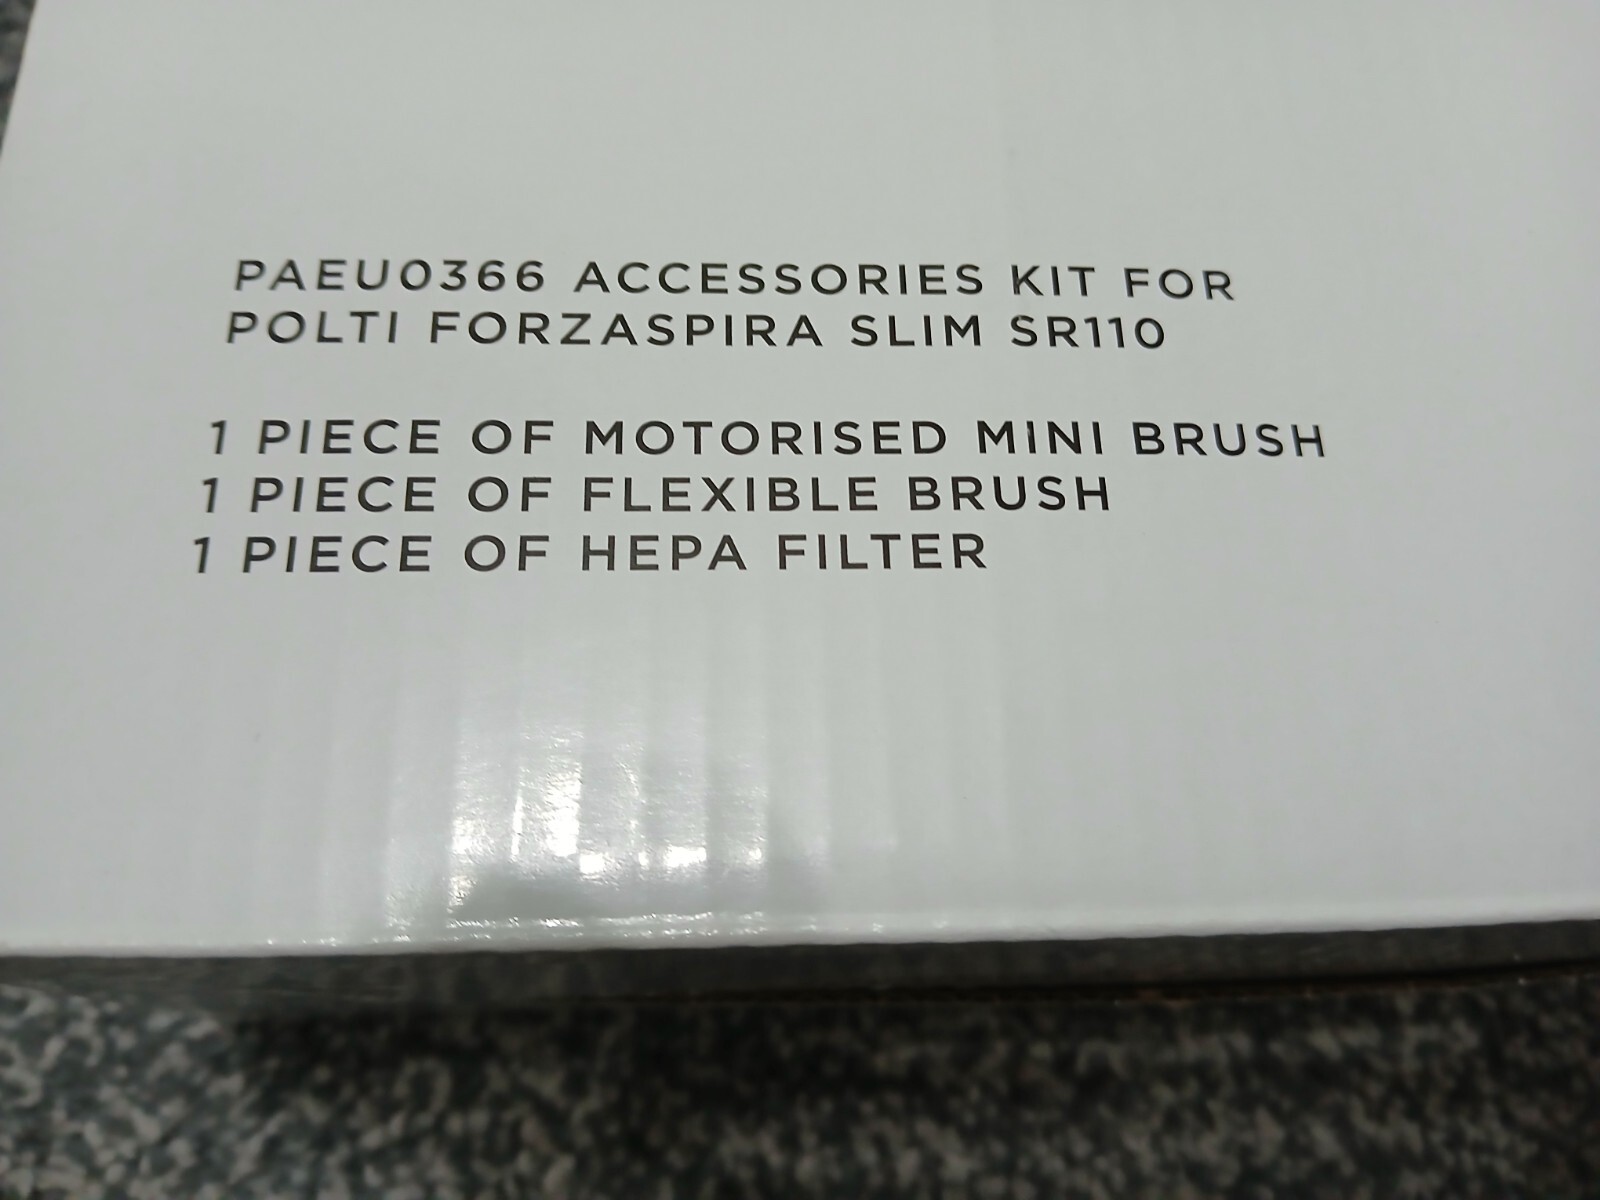 PAEU0366 ACCESSORIES KIT FOR
POLTI FORZASPIRA SLIM SR110
1 PIECE OF MOTORISED MINI BRUSH
1 PIECE OF FLEXIBLE BRUSH
1 PIECE OF HEPA FILTER